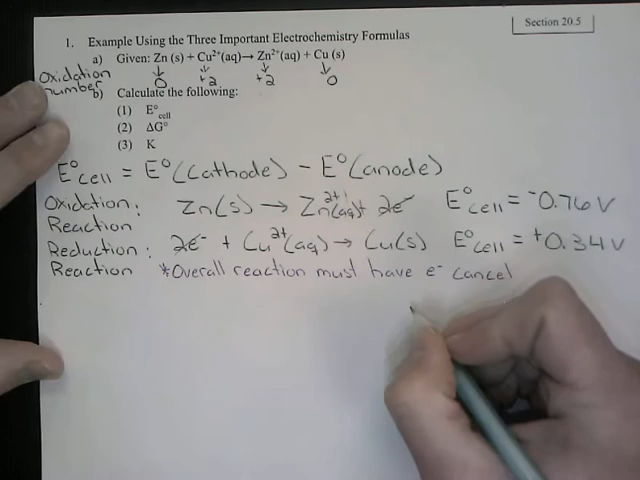 Section 20.5
1. Example Using the Three Important Electrochemistry Formulas
a) Given: Zn (s) + Cu²⁺(aq)→ Zn²⁺(aq) + Cu (s)
Oxidation number ↓ 0 ↓ +2 ↓ +2 ↓ 0
b) Calculate the following:
(1) E°cell
(2) ΔG°
(3) K
E°cell = E°(cathode) − E°(anode)
Oxidation Reaction: Zn(s) → Zn²⁺(aq) + 2e⁻ E°cell = -0.76 V
Reduction Reaction: 2e⁻ + Cu²⁺(aq) → Cu(s) E°cell = +0.34 V
*Overall reaction must have e⁻ cancel